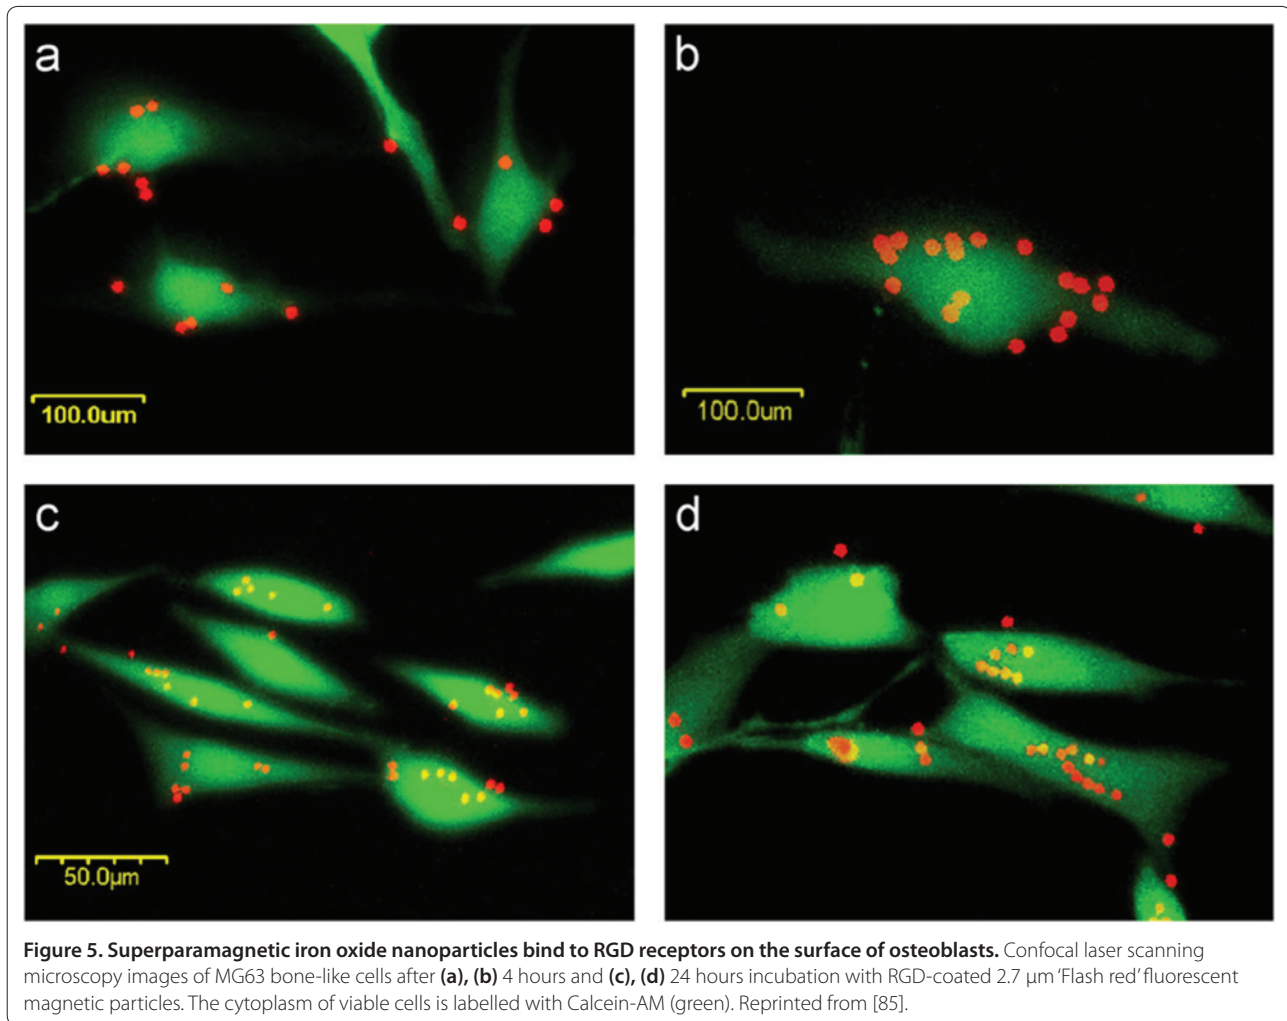 a
b
100.0um
100.0um
c
d
50.0µm
Figure 5. Superparamagnetic iron oxide nanoparticles bind to RGD receptors on the surface of osteoblasts. Confocal laser scanning
microscopy images of MG63 bone-like cells after (a), (b) 4 hours and (c), (d) 24 hours incubation with RGD-coated 2.7 µm ‘Flash red’ fluorescent
magnetic particles. The cytoplasm of viable cells is labelled with Calcein-AM (green). Reprinted from [85].